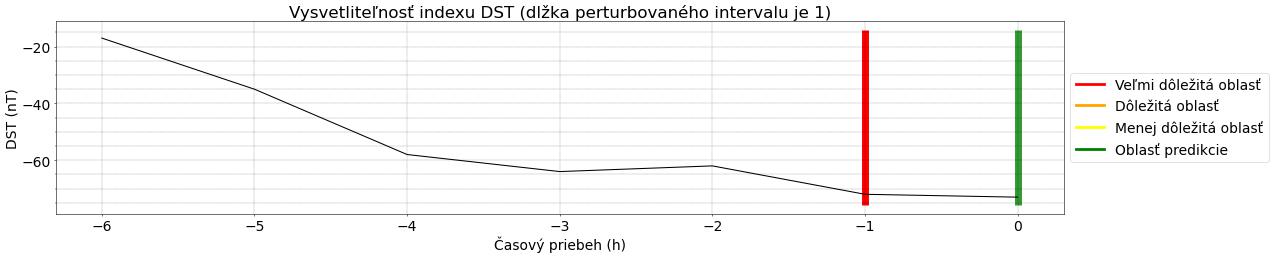 Vysvetliteľnosť indexu DST (dĺžka perturbovaného intervalu je 1)
DST (nT)
−20
−40
−60
−6 −5 −4 −3 −2 −1 0
Časový priebeh (h)
Veľmi dôležitá oblasť
Dôležitá oblasť
Menej dôležitá oblasť
Oblasť predikcie